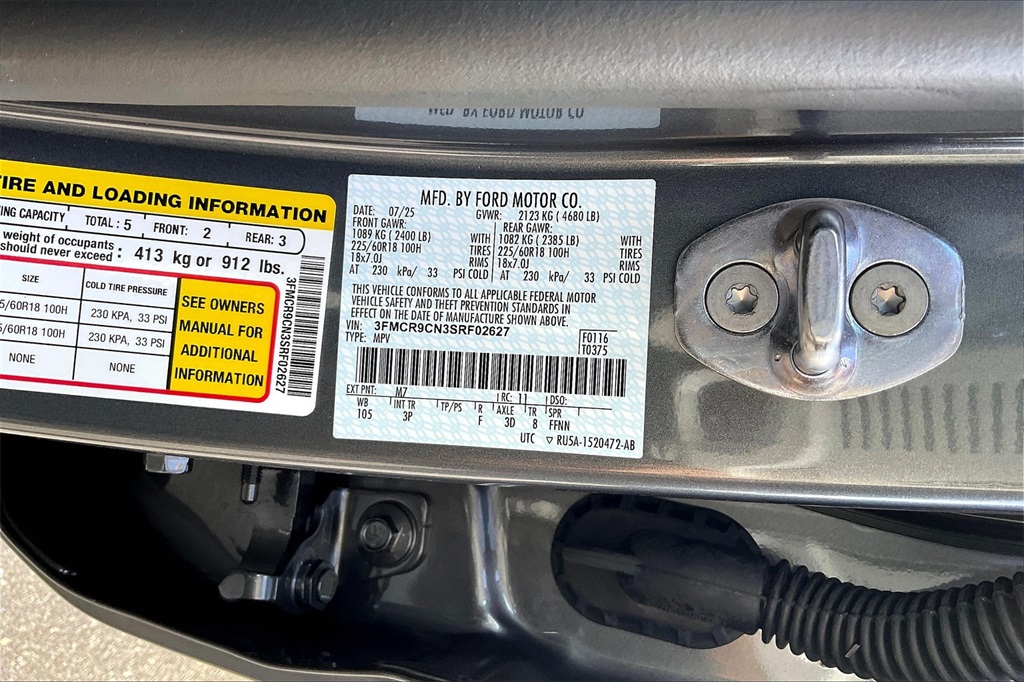 WLD BX FORD MOTOR CO
TIRE AND LOADING INFORMATION
TING CAPACITY TOTAL : 5 FRONT: 2 REAR: 3
weight of occupants
should never exceed : 413 kg or 912 lbs.
SIZE COLD TIRE PRESSURE
5/60R18 100H 230 KPA, 33 PSI
5/60R18 100H 230 KPA, 33 PSI
NONE NONE
SEE OWNERS
MANUAL FOR
ADDITIONAL
INFORMATION
3FMCR9CN3SRF02627
MFD. BY FORD MOTOR CO.
DATE: 07/25 GVWR: 2123 KG ( 4680 LB)
FRONT GAWR: REAR GAWR:
1089 KG ( 2400 LB) WITH 1082 KG ( 2385 LB) WITH
225/60R18 100H TIRES 225/60R18 100H TIRES
18x7.0J RIMS 18x7.0J RIMS
AT 230 kPa/ 33 PSI COLD AT 230 kPa/ 33 PSI COLD
THIS VEHICLE CONFORMS TO ALL APPLICABLE FEDERAL MOTOR
VEHICLE SAFETY AND THEFT PREVENTION STANDARDS IN
EFFECT ON THE DATE OF MANUFACTURE SHOWN ABOVE.
VIN: 3FMCR9CN3SRF02627 F0116
TYPE: MPV T0375
EXT PNT: M7 RC: 11 DSO:
WB INT TR TP/PS R AXLE TR SPR
105 3P F 3D 8 FFNN
UTC ▽ RU5A-1520472-AB